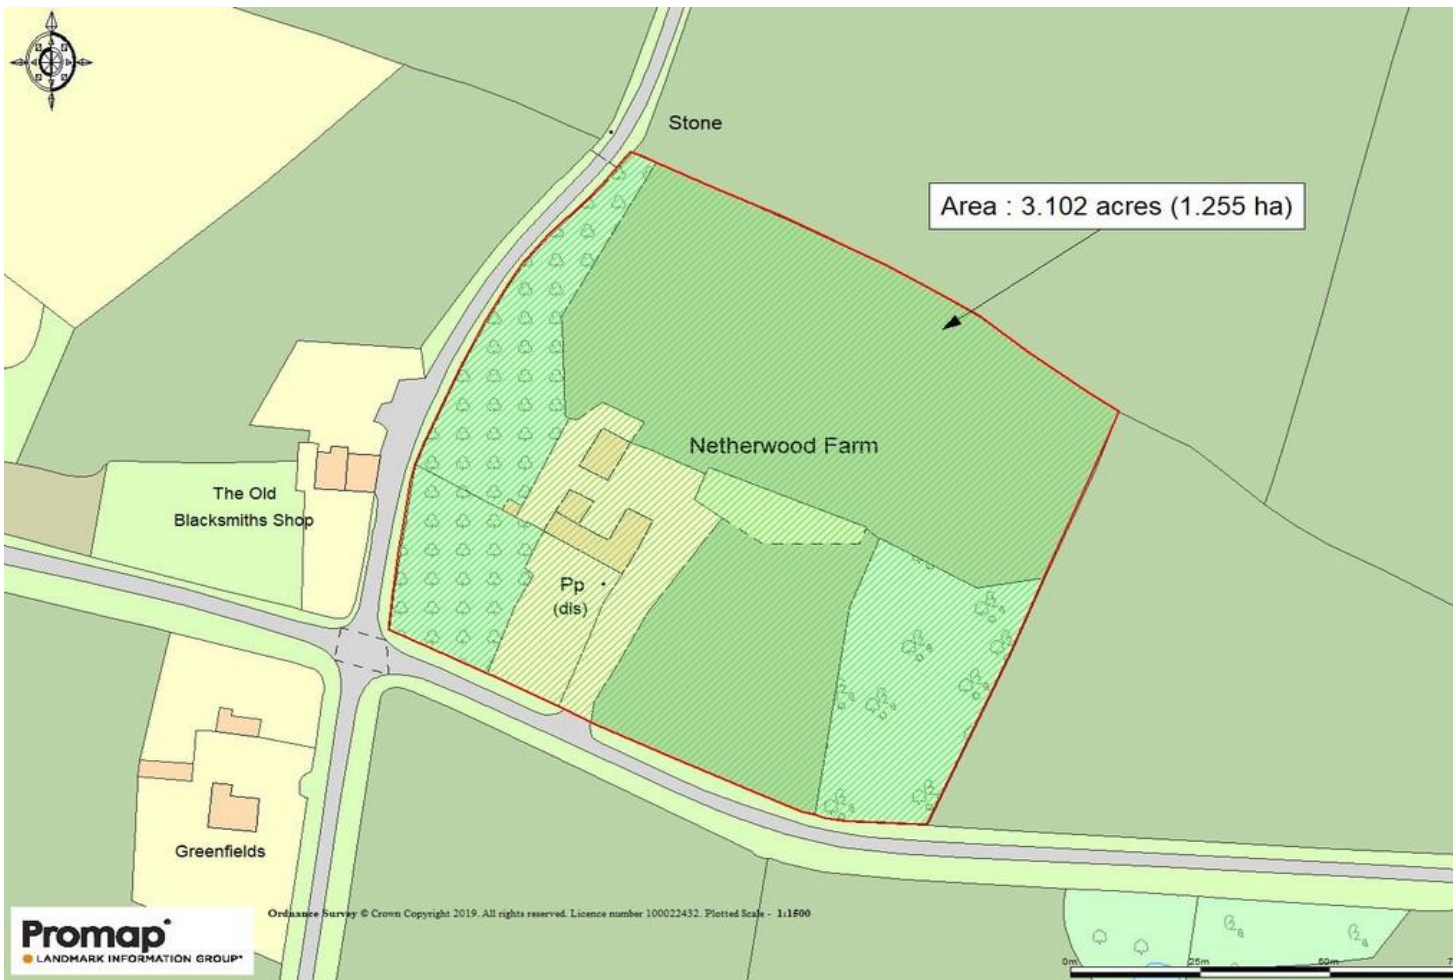 Stone
Area : 3.102 acres (1.255 ha)
Netherwood Farm
The Old
Blacksmiths Shop
Pp
(dis)
Greenfields
Ordnance Survey © Crown Copyright 2019. All rights reserved. Licence number 100022432. Plotted Scale - 1:1500
Promap
LANDMARK INFORMATION GROUP
0m 25m 50m